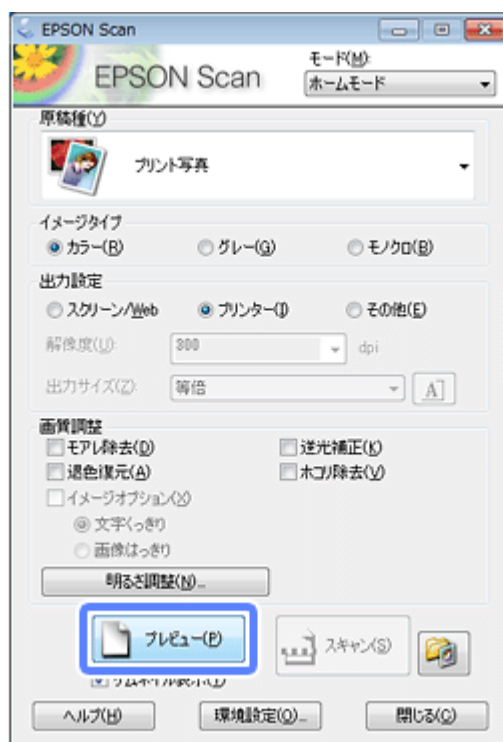 EPSON Scan
EPSON Scan
モード(M):
ホームモード
原稿種(Y)
プリント写真
イメージタイプ
カラー(R) グレー(G) モノクロ(B)
出力設定
スクリーン/Web プリンター(I) その他(E)
解像度(U): 300 dpi
出力サイズ(Z): 等倍
画質調整
モアレ除去(D) 逆光補正(K)
退色復元(A) ホコリ除去(V)
イメージオプション(X)
文字くっきり
画像はっきり
明るさ調整(N)...
プレビュー(P) スキャン(S)
サムネイル表示(T)
ヘルプ(H) 環境設定(O)... 閉じる(C)